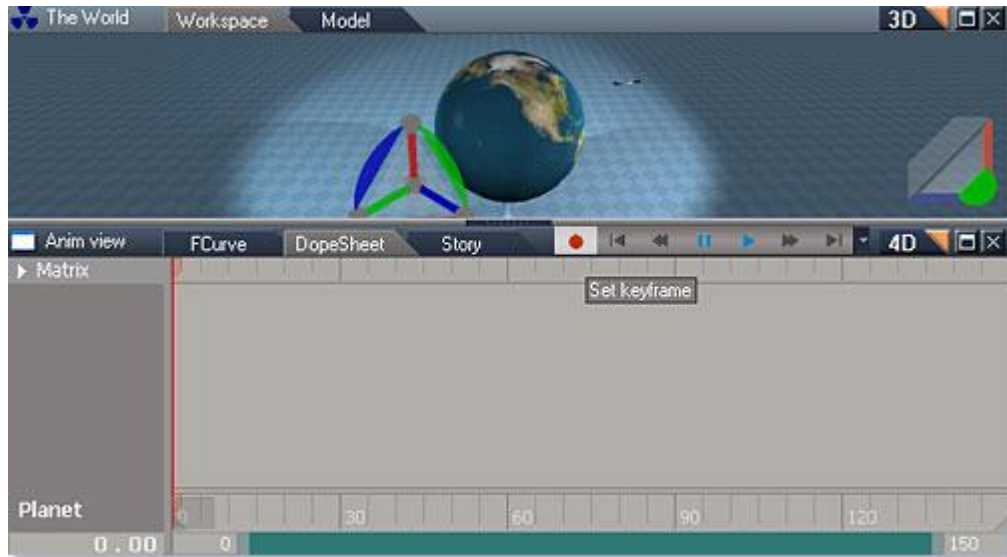 The World Workspace Model 3D
Anim view FCurve DopeSheet Story 4D
Matrix
Set keyframe
Planet 0 30 60 90 120
0.00 0 150